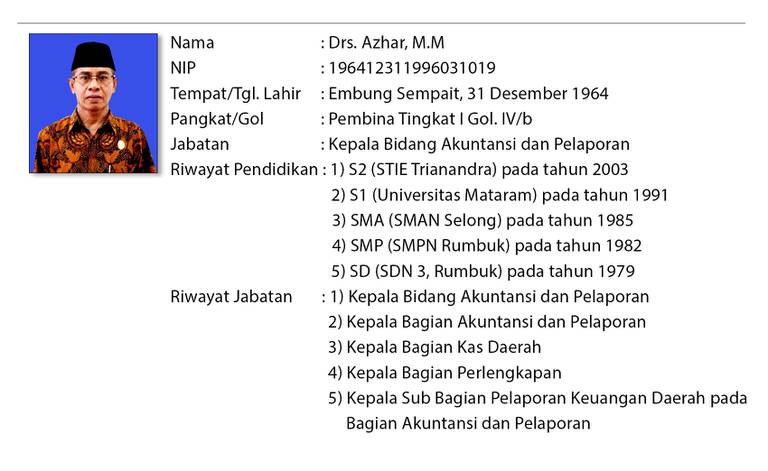 Nama : Drs. Azhar, M.M
NIP : 196412311996031019
Tempat/Tgl. Lahir : Embung Sempait, 31 Desember 1964
Pangkat/Gol : Pembina Tingkat I Gol. IV/b
Jabatan : Kepala Bidang Akuntansi dan Pelaporan
Riwayat Pendidikan : 1) S2 (STIE Trianandra) pada tahun 2003
2) S1 (Universitas Mataram) pada tahun 1991
3) SMA (SMAN Selong) pada tahun 1985
4) SMP (SMPN Rumbuk) pada tahun 1982
5) SD (SDN 3, Rumbuk) pada tahun 1979
Riwayat Jabatan : 1) Kepala Bidang Akuntansi dan Pelaporan
2) Kepala Bagian Akuntansi dan Pelaporan
3) Kepala Bagian Kas Daerah
4) Kepala Bagian Perlengkapan
5) Kepala Sub Bagian Pelaporan Keuangan Daerah pada
Bagian Akuntansi dan Pelaporan